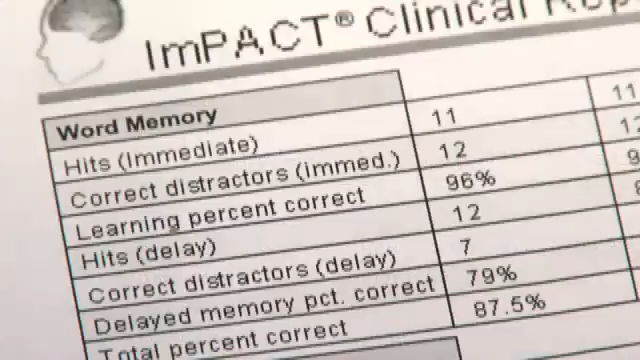 ImPACT® Clinical
Word Memory
Hits (immediate) 11 11
Correct distractors (immed.) 12
Learning percent correct 96%
Hits (delay) 12
Correct distractors (delay) 7
Delayed memory pct. correct 79%
Total percent correct 87.5%